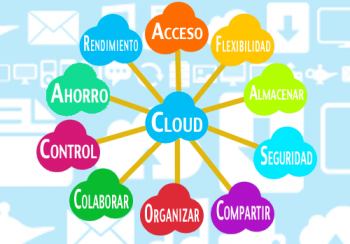 Acceso
Rendimiento
Flexibilidad
Ahorro
Almacenar
Cloud
Control
Seguridad
Colaborar
Organizar
Compartir